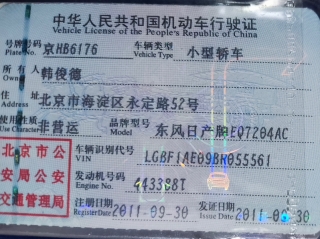 中华人民共和国机动车行驶证
Vehicle License of the People's Republic of China
号牌号码 京HB6176 车辆类型 小型轿车
Plate No. Vehicle Type
所有人 韩俊德
Owner
住址 北京市海淀区永定路52号
Address
使用性质 非营运 品牌型号 东风日产牌EQ7204AC
Use Character Model
北京市公 车辆识别代号 LGBF1AE09BR055561
VIN
安局公安 发动机号码 443388T
Engine No.
交通管理局 注册日期 2011-09-30 发证日期 2011-09-30
Register Date Issue Date